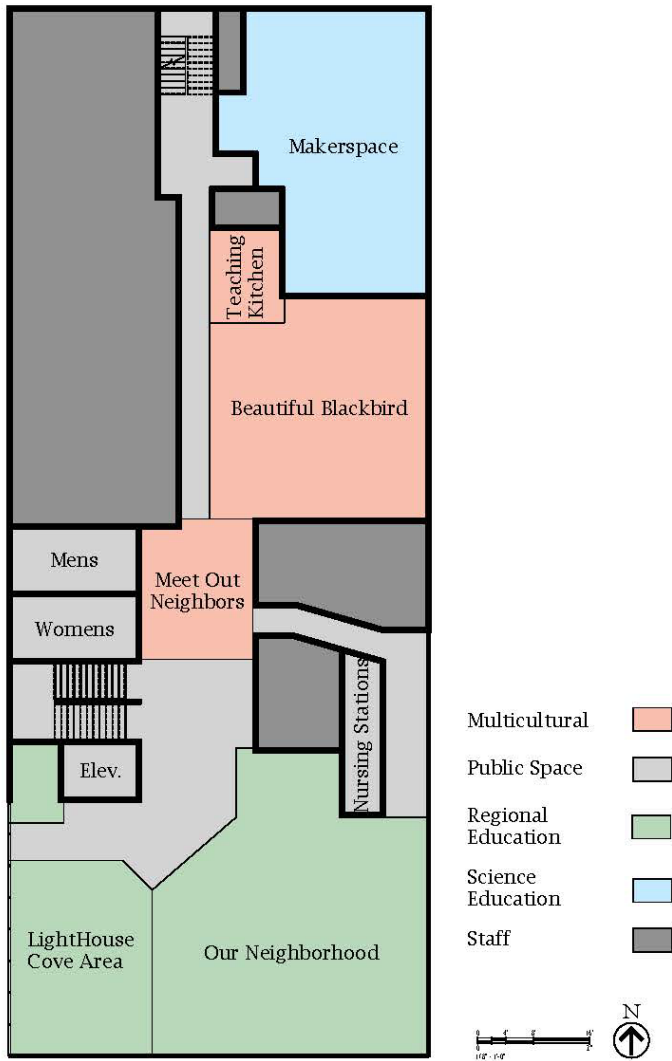 Makerspace
Teaching
Kitchen
Beautiful Blackbird
Mens
Meet Out
Neighbors
Womens
Nursing Stations
Elev.
LightHouse
Cove Area
Our Neighborhood
Multicultural
Public Space
Regional
Education
Science
Education
Staff
N